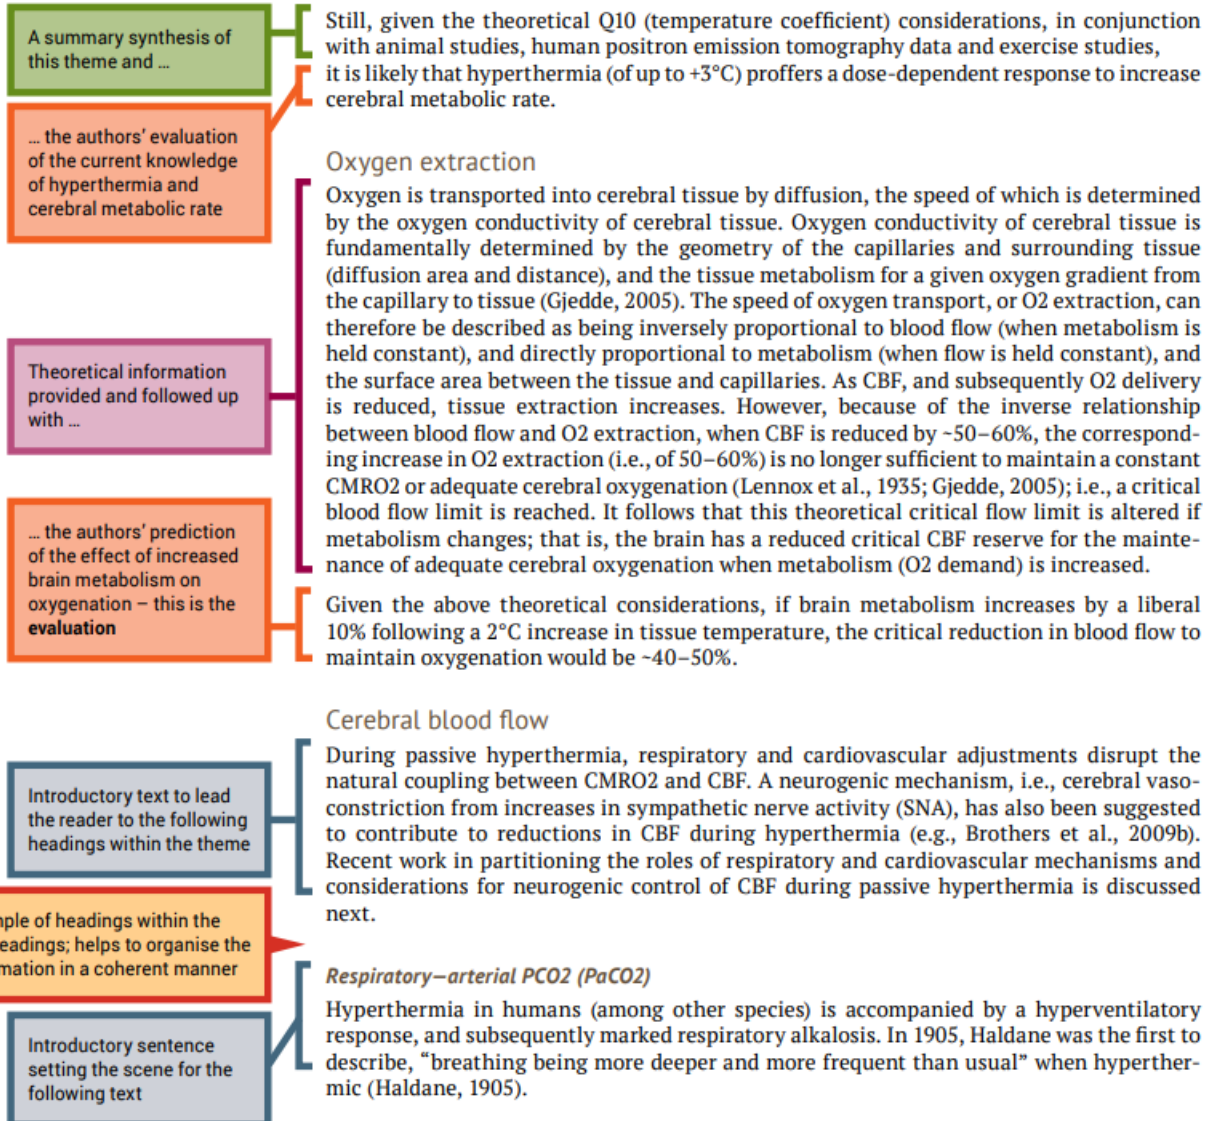 A summary synthesis of
this theme and ...
... the authors' evaluation
of the current knowledge
of hyperthermia and
cerebral metabolic rate
Still, given the theoretical Q10 (temperature coefficient) considerations, in conjunction
with animal studies, human positron emission tomography data and exercise studies,
it is likely that hyperthermia (of up to +3°C) proffers a dose-dependent response to increase
cerebral metabolic rate.
Oxygen extraction
Theoretical information
provided and followed up
with ...
Oxygen is transported into cerebral tissue by diffusion, the speed of which is determined
by the oxygen conductivity of cerebral tissue. Oxygen conductivity of cerebral tissue is
fundamentally determined by the geometry of the capillaries and surrounding tissue
(diffusion area and distance), and the tissue metabolism for a given oxygen gradient from
the capillary to tissue (Gjedde, 2005). The speed of oxygen transport, or O2 extraction, can
therefore be described as being inversely proportional to blood flow (when metabolism is
held constant), and directly proportional to metabolism (when flow is held constant), and
the surface area between the tissue and capillaries. As CBF, and subsequently O2 delivery
is reduced, tissue extraction increases. However, because of the inverse relationship
between blood flow and O2 extraction, when CBF is reduced by ~50–60%, the correspond-
ing increase in O2 extraction (i.e., of 50–60%) is no longer sufficient to maintain a constant
CMRO2 or adequate cerebral oxygenation (Lennox et al., 1935; Gjedde, 2005); i.e., a critical
blood flow limit is reached. It follows that this theoretical critical flow limit is altered if
metabolism changes; that is, the brain has a reduced critical CBF reserve for the mainte-
nance of adequate cerebral oxygenation when metabolism (O2 demand) is increased.
... the authors' prediction
of the effect of increased
brain metabolism on
oxygenation – this is the
evaluation
Given the above theoretical considerations, if brain metabolism increases by a liberal
10% following a 2°C increase in tissue temperature, the critical reduction in blood flow to
maintain oxygenation would be ~40–50%.
Cerebral blood flow
Introductory text to lead
the reader to the following
headings within the theme
During passive hyperthermia, respiratory and cardiovascular adjustments disrupt the
natural coupling between CMRO2 and CBF. A neurogenic mechanism, i.e., cerebral vaso-
constriction from increases in sympathetic nerve activity (SNA), has also been suggested
to contribute to reductions in CBF during hyperthermia (e.g., Brothers et al., 2009b).
Recent work in partitioning the roles of respiratory and cardiovascular mechanisms and
considerations for neurogenic control of CBF during passive hyperthermia is discussed
next.
of headings within the
helps to organise the
in a coherent manner
Respiratory–arterial PCO2 (PaCO2)
Introductory sentence
setting the scene for the
following text
Hyperthermia in humans (among other species) is accompanied by a hyperventilatory
response, and subsequently marked respiratory alkalosis. In 1905, Haldane was the first to
describe, “breathing being more deeper and more frequent than usual” when hyperther-
mic (Haldane, 1905).